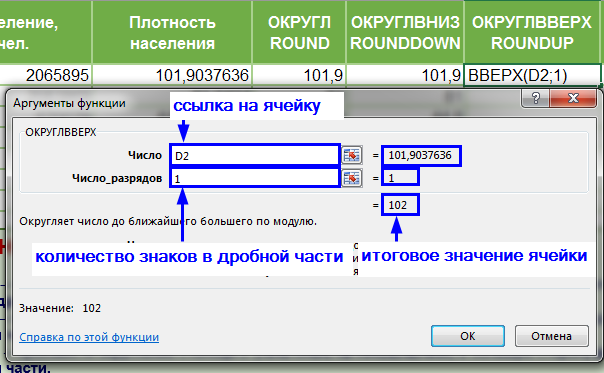 еление,
чел.
Плотность
населения
ОКРУГЛ
ROUND
ОКРУГЛВНИЗ
ROUNDDOWN
ОКРУГЛВВЕРХ
ROUNDUP
2065895
101,9037636
101,9
101,9
ВВЕРХ(D2;1)
Аргументы функции
ссылка на ячейку
ОКРУГЛВВЕРХ
Число
D2
= 101,9037636
Число_разрядов
1
= 1
= 102
Округляет число до ближайшего большего по модулю.
количество знаков в дробной части
итоговое значение ячейки
Значение: 102
Справка по этой функции
ОК
Отмена
части.